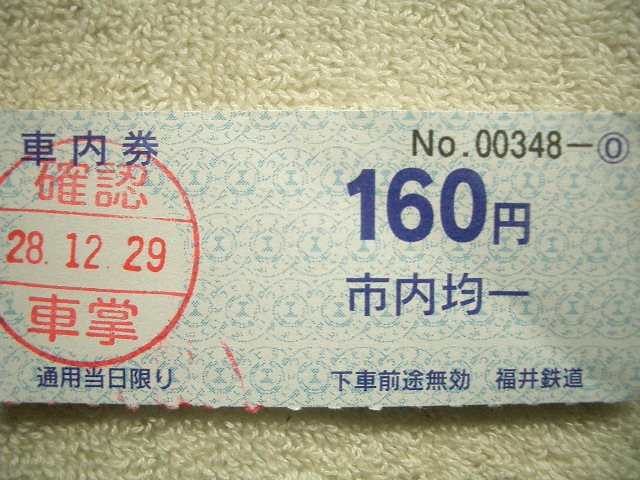 車内券
No.00348-⓪
確認
28.12.29
車掌
160円
市内均一
通用当日限り
下車前途無効 福井鉄道